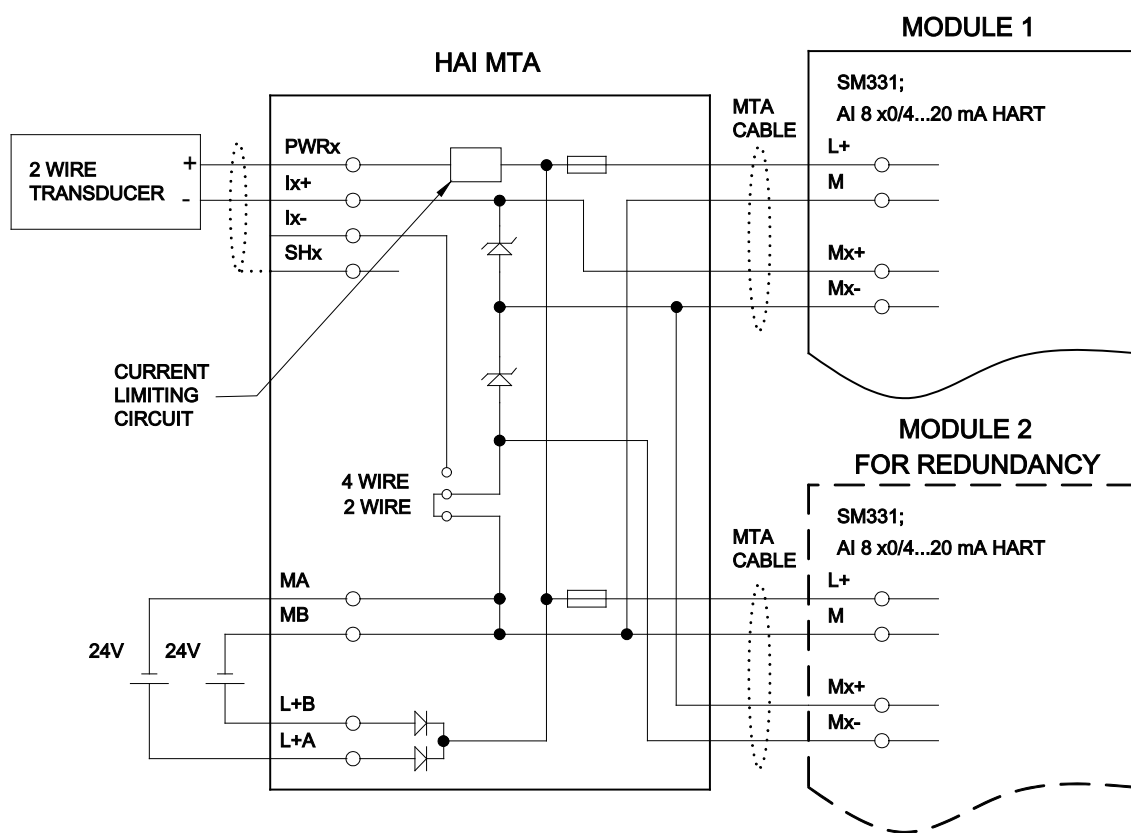 MODULE 1
HAI MTA
SM331;
AI 8 x0/4...20 mA HART
MTA
CABLE
2 WIRE
TRANSDUCER
+
-
PWRx
Ix+
Ix-
SHx
L+
M
Mx+
Mx-
CURRENT
LIMITING
CIRCUIT
MODULE 2
FOR REDUNDANCY
4 WIRE
2 WIRE
SM331;
AI 8 x0/4...20 mA HART
MTA
CABLE
MA
MB
24V
24V
L+B
L+A
L+
M
Mx+
Mx-